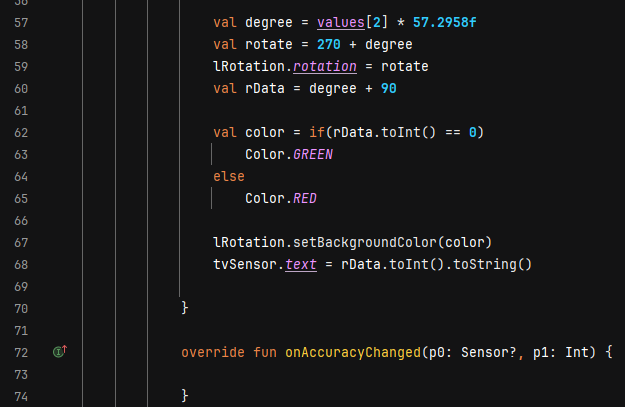 56
57 val degree = values[2] * 57.2958f
58 val rotate = 270 + degree
59 lRotation.rotation = rotate
60 val rData = degree + 90
61
62 val color = if(rData.toInt() == 0)
63 Color.GREEN
64 else
65 Color.RED
66
67 lRotation.setBackgroundColor(color)
68 tvSensor.text = rData.toInt().toString()
69
70 }
71
72 override fun onAccuracyChanged(p0: Sensor?, p1: Int) {
73
74 }